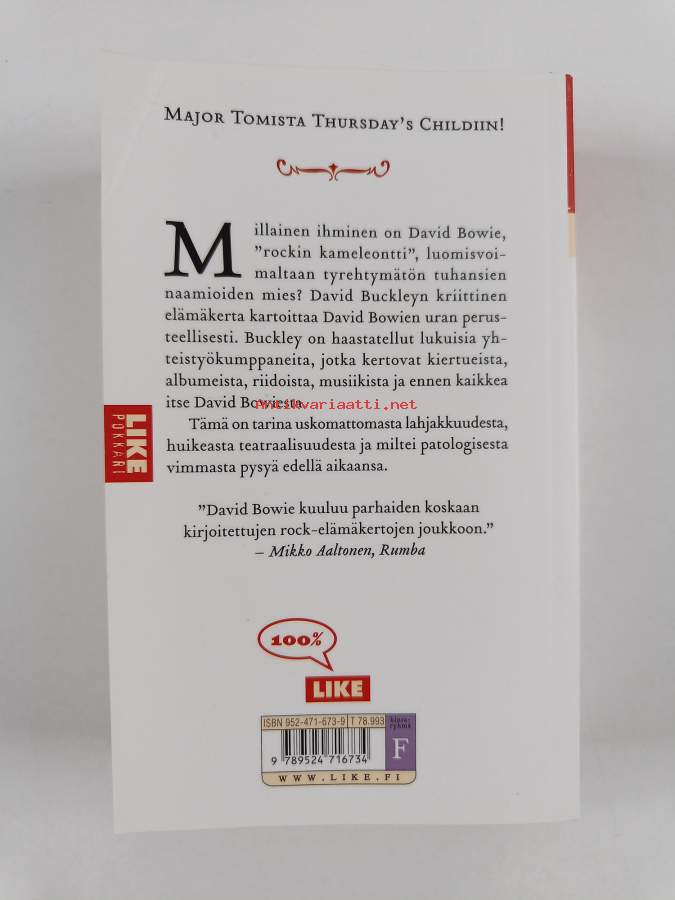 Major Tomista Thursday's Childiin!
Millainen ihminen on David Bowie,
”rockin kameleontti”, luomisvoi-
maltaan tyrehtymätön tuhansien
naamioiden mies? David Buckleyn kriittinen
elämäkerta kartoittaa David Bowien uran perus-
teellisesti. Buckley on haastatellut lukuisia yh-
teistyökumppaneita, jotka kertovat kiertueista,
albumeista, riidoista, musiikista ja ennen kaikkea
itse David Bowiesta.
Antikvariaatti.net
Tämä on tarina uskomattomasta lahjakkuudesta,
huikeasta teatraalisuudesta ja miltei patologisesta
vimmasta pysyä edellä aikaansa.
LIKE
POKKARI
”David Bowie kuuluu parhaiden koskaan
kirjoitettujen rock-elämäkertojen joukkoon.”
– Mikko Aaltonen, Rumba
100%
LIKE
ISBN 952-471-673-9 T 78.993
hinta-
ryhmä
F
9 789524 716734
WWW.LIKE.FI